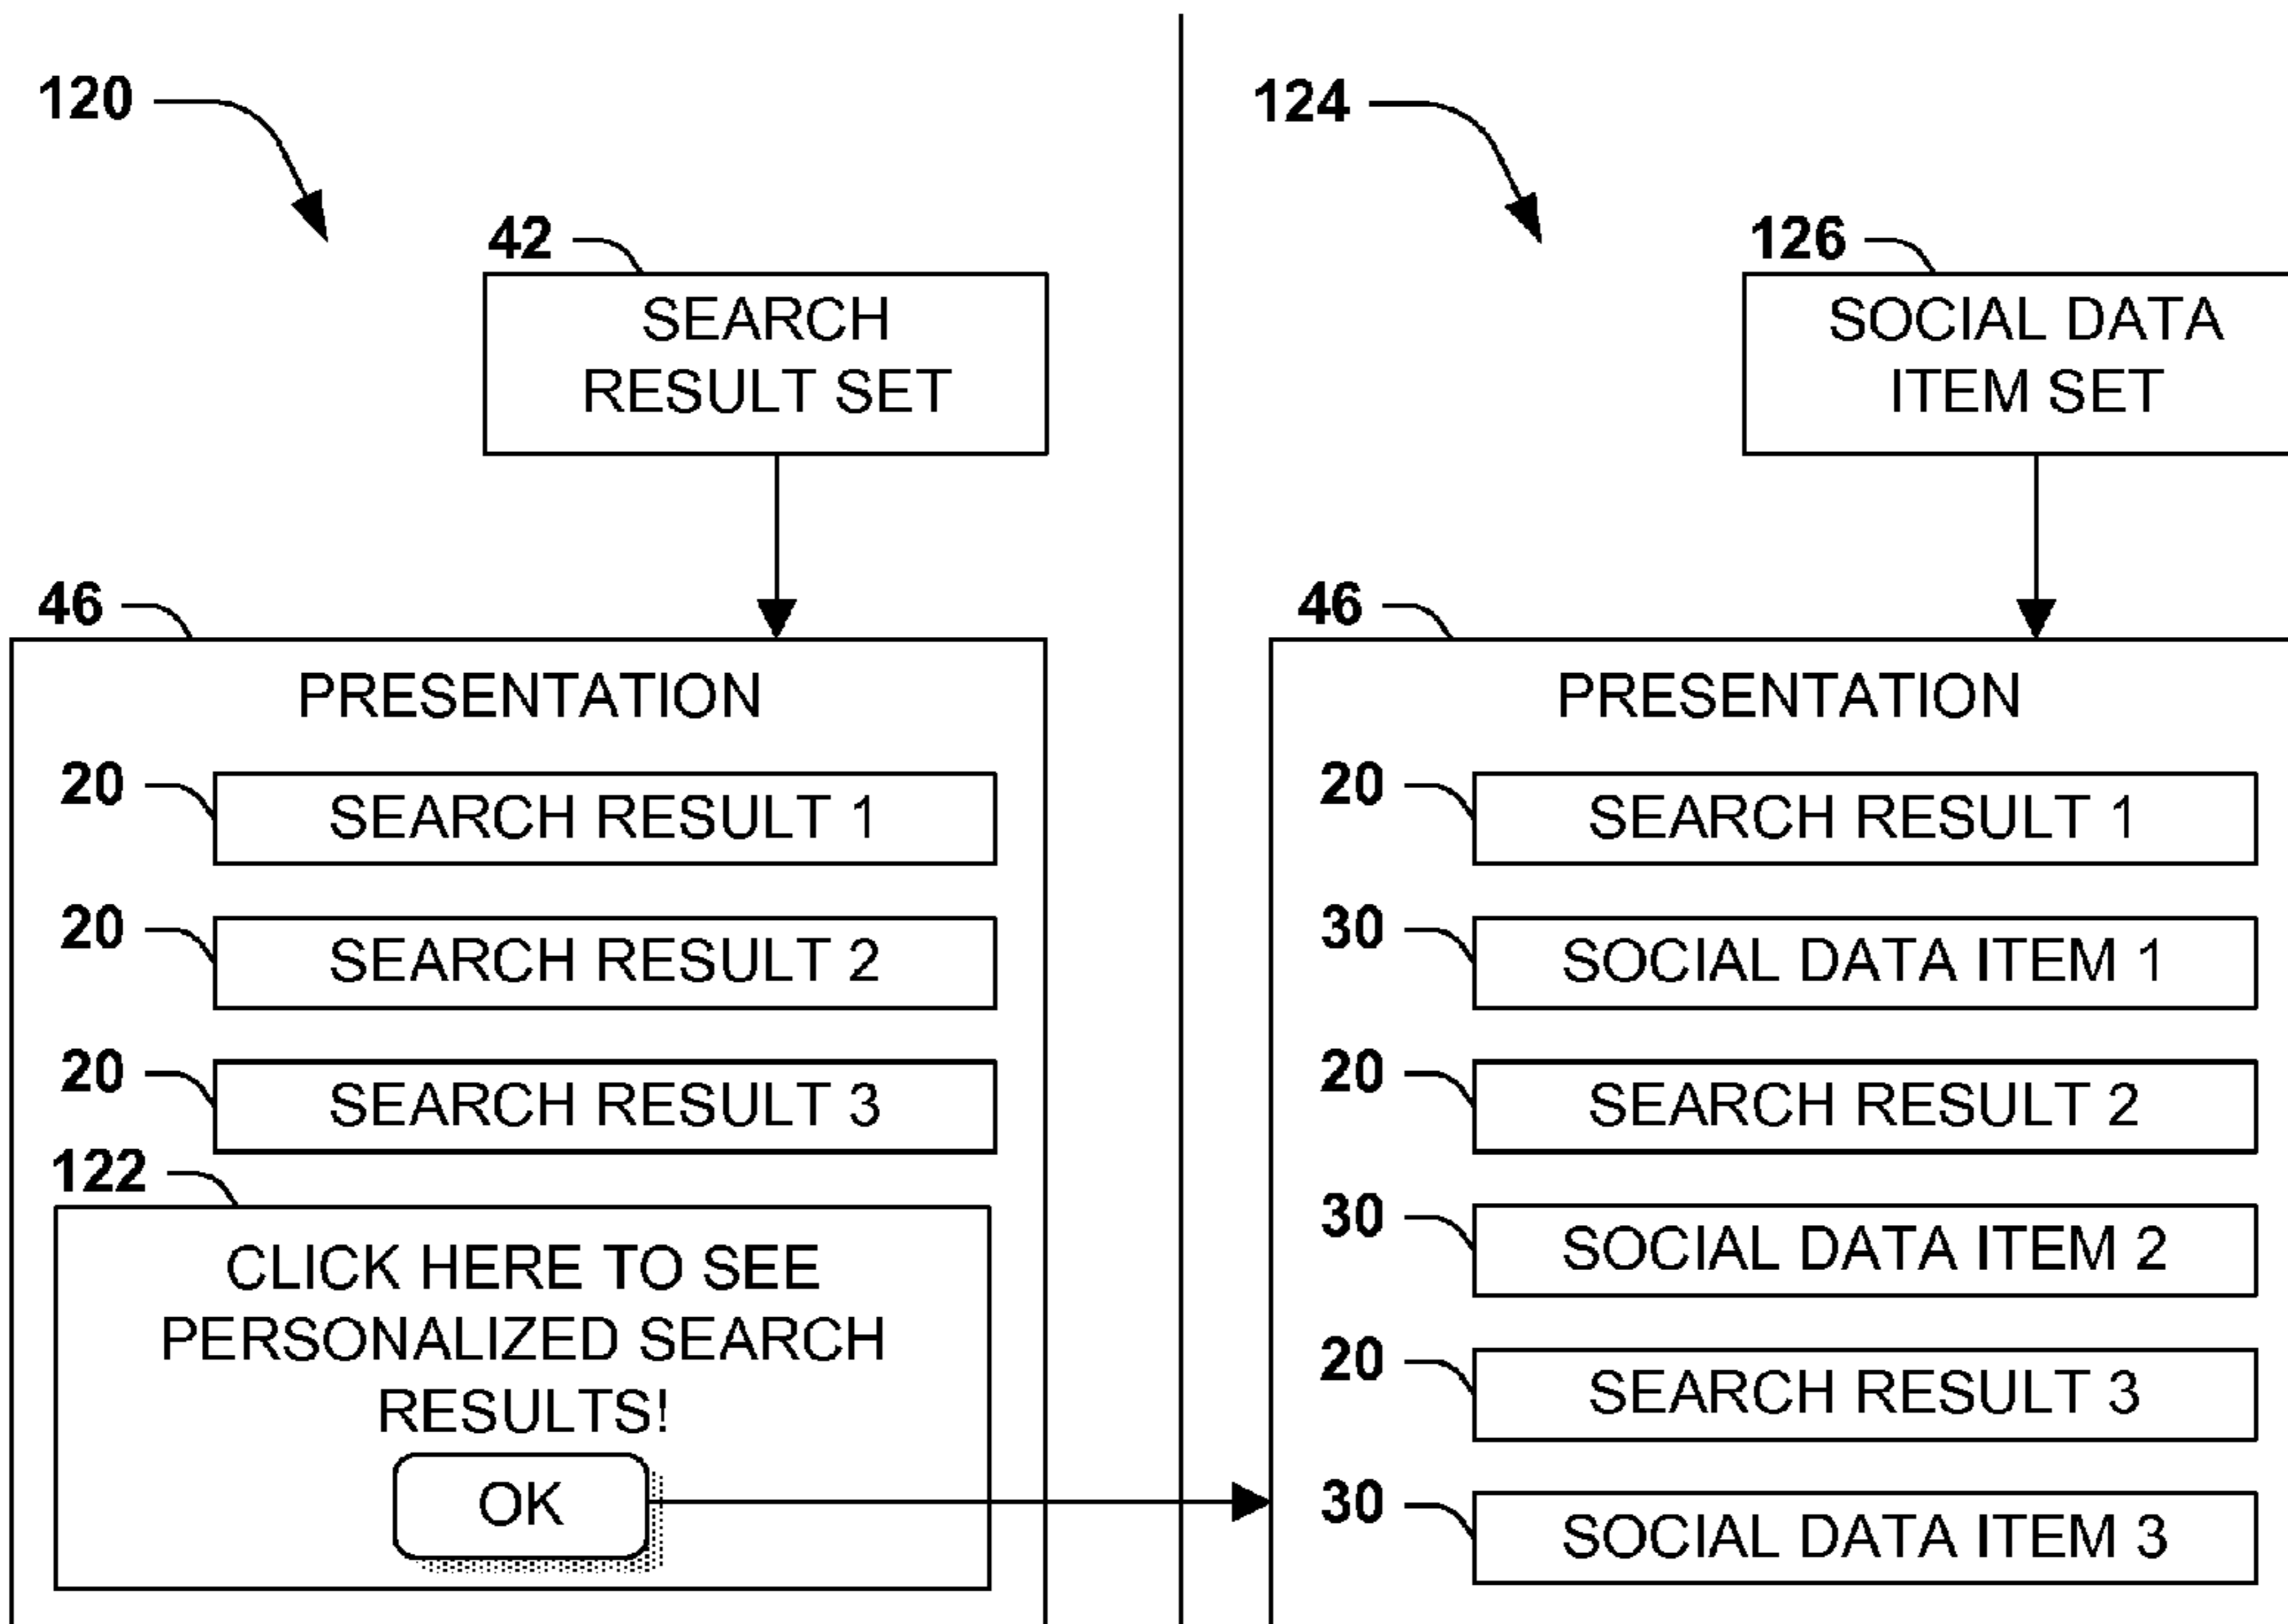 120
42
SEARCH
RESULT SET
46
PRESENTATION
20
SEARCH RESULT 1
20
SEARCH RESULT 2
20
SEARCH RESULT 3
122
CLICK HERE TO SEE
PERSONALIZED SEARCH
RESULTS!
OK
124
126
SOCIAL DATA
ITEM SET
46
PRESENTATION
20
SEARCH RESULT 1
30
SOCIAL DATA ITEM 1
20
SEARCH RESULT 2
30
SOCIAL DATA ITEM 2
20
SEARCH RESULT 3
30
SOCIAL DATA ITEM 3